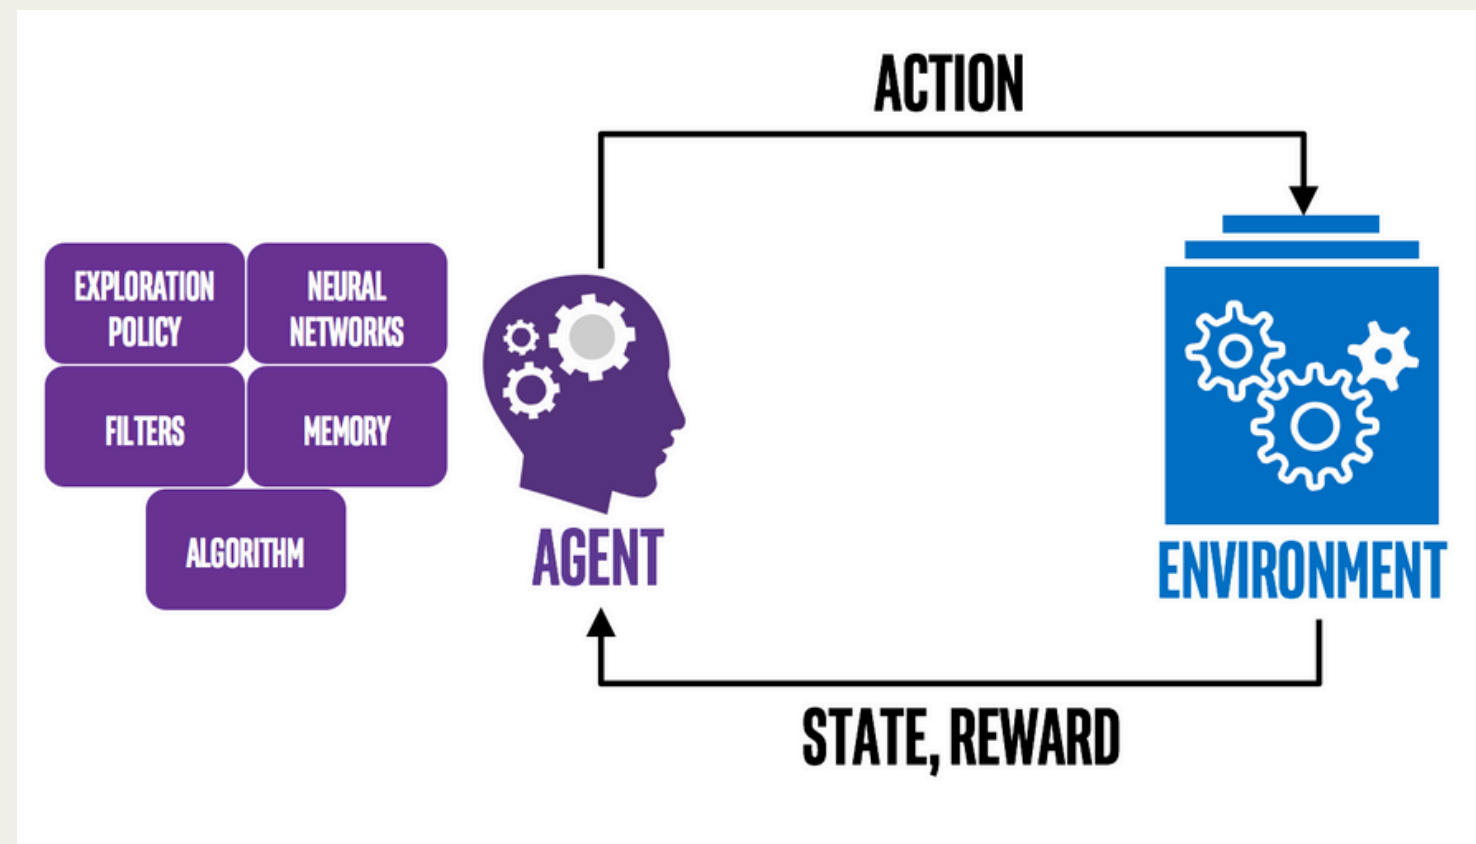 ACTION
EXPLORATION
POLICY
NEURAL
NETWORKS
FILTERS
MEMORY
ALGORITHM
AGENT
ENVIRONMENT
STATE, REWARD